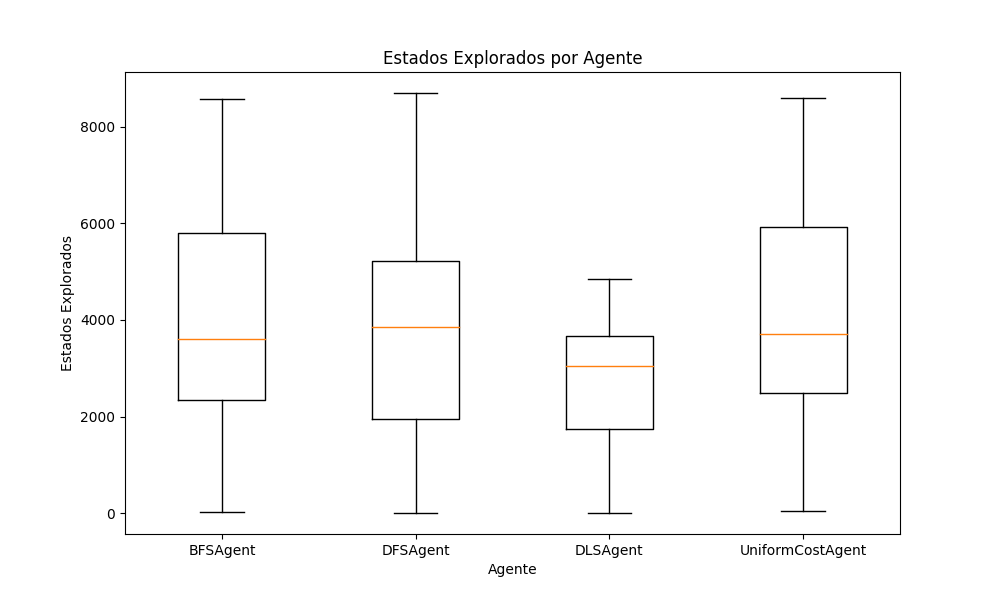 Estados Explorados por Agente
Estados Explorados
8000
6000
4000
2000
0
BFSAgent
DFSAgent
DLSAgent
UniformCostAgent
Agente